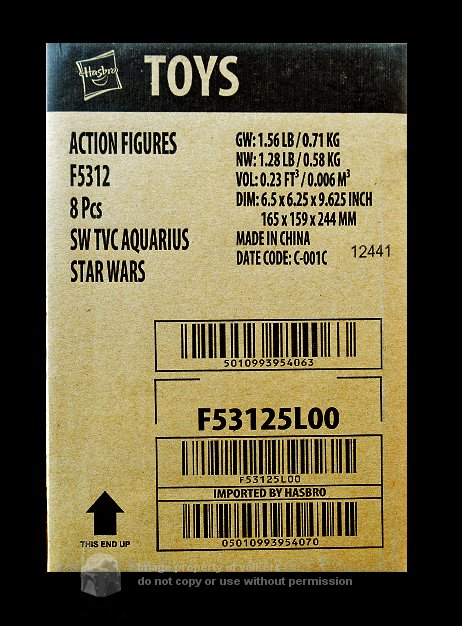 Hasbro
TOYS
ACTION FIGURES
F5312
8 Pcs
SW TVC AQUARIUS
STAR WARS
GW: 1.56 LB / 0.71 KG
NW: 1.28 LB / 0.58 KG
VOL: 0.23 FT³ / 0.006 M³
DIM: 6.5 x 6.25 x 9.625 INCH
165 x 159 x 244 MM
MADE IN CHINA
DATE CODE: C-001C
12441
5010993954063
F53125L00
F53125L00
IMPORTED BY HASBRO
05010993954070
THIS END UP
image property of
do not copy or use without permission